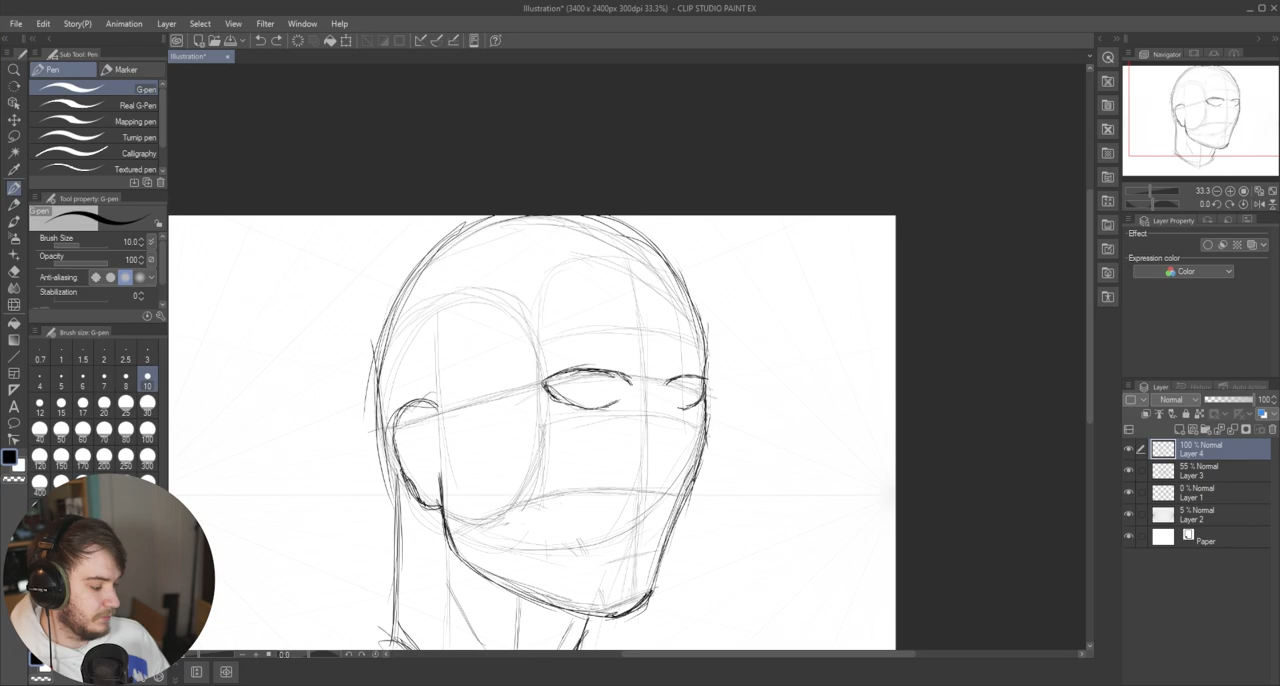 Illustration* (3400 x 2400px 300dpi 33.3%) - CLIP STUDIO PAINT EX
File Edit View Story(P) Animation Layer Select View Filter Window Help
Sub Tool: Pen
Illustration*
Navigator
Pen Marker
G-pen
Real G-Pen
Mapping pen
Turnip pen
Calligraphy
Textured pen
Tool property: G-pen
G-pen
Brush Size 10.0
Opacity 100
Anti-aliasing
Stabilization 0
Brush size: G-pen
0.7 1 1.5 2 2.5 3
4 5 6 7 8 10
12 15 17 20 25 30
40 50 60 70 80 100
120 150 170 200 250 300
400
33.3
0.0
Layer Property
Effect
Expression color
Color
Layer
Normal 100
100 % Normal
Layer 4
55 % Normal
Layer 3
0 % Normal
Layer 1
5 % Normal
Layer 2
Paper
0.0